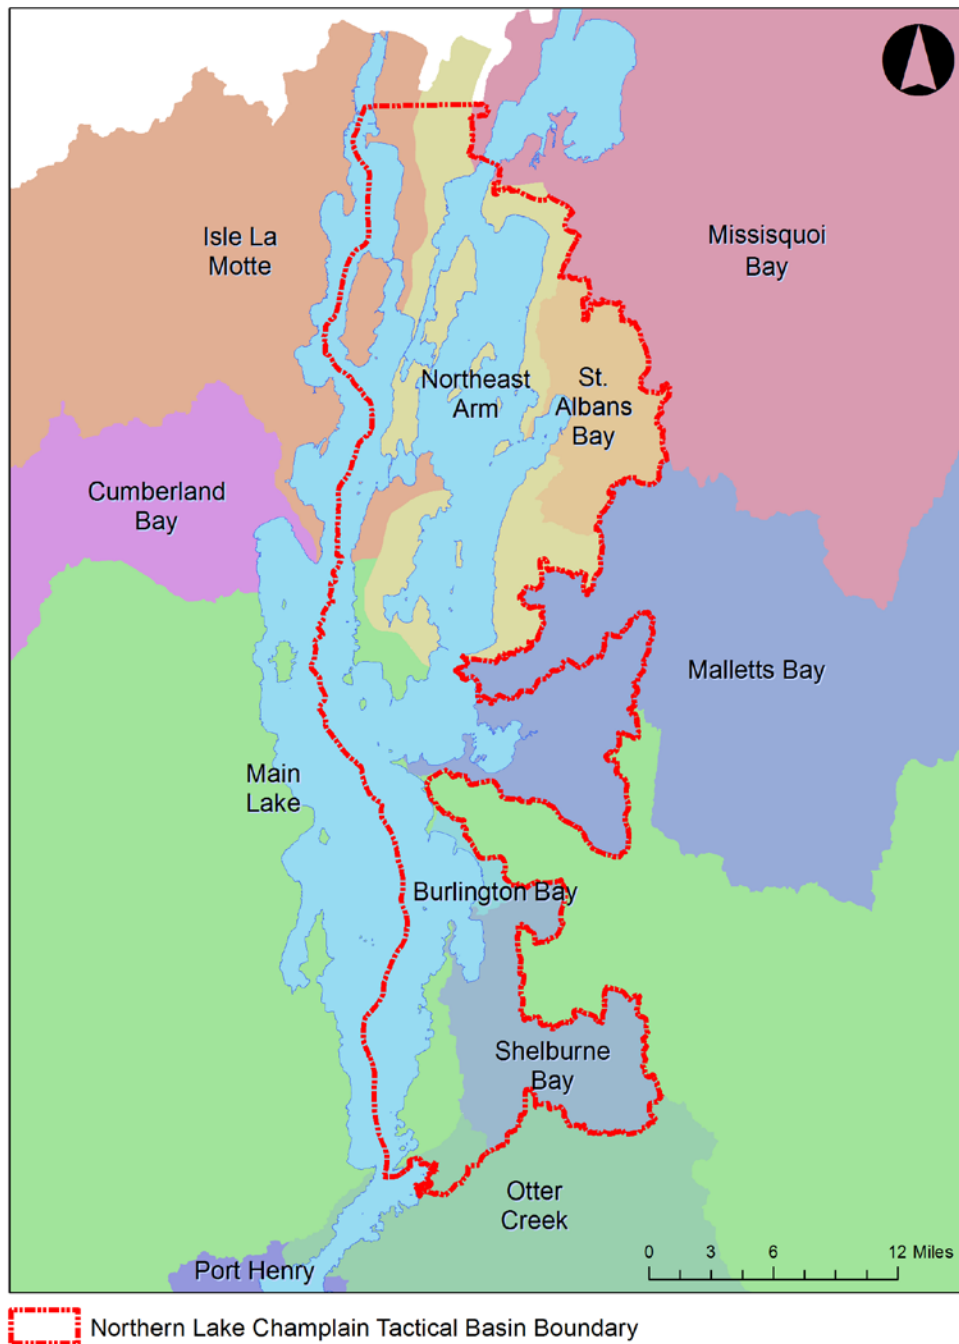 Isle La
Motte
Missisquoi
Bay
Northeast
Arm
St.
Albans
Bay
Cumberland
Bay
Malletts Bay
Main
Lake
Burlington Bay
Shelburne
Bay
Otter
Creek
Port Henry
0 3 6 12 Miles
Northern Lake Champlain Tactical Basin Boundary